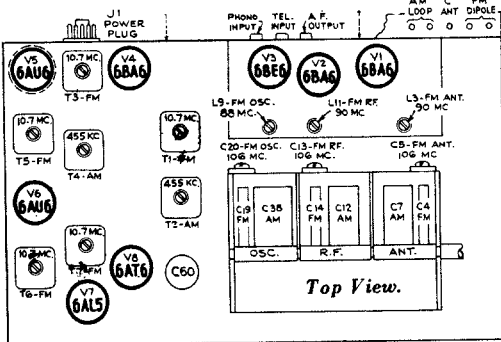 J1
POWER
PLUG
PHONO
INPUT
TEL.
INPUT
A.F.
OUTPUT
AM
LOOP
C
ANT
FM
DIPOLE
V5
6AU6
10.7 MC.
T3-FM
V4
6BA6
V3
6BE6
V2
6BA6
V1
6BA6
L9-FM OSC.
88 MC.
L11-FM RF.
90 MC.
L3-FM ANT.
90 MC
10.7 MC.
T5-FM
455 KC
T4-AM
10.7 MC.
T1-FM
C20-FM OSC
106 MC.
C13-FM RF.
106 MC.
C5-FM ANT.
106 MC
V6
6AU6
455 KC.
T2-AM
C19
FM
C38
AM
C14
FM
C12
AM
C7
AM
C4
FM
OSC.
R.F.
ANT.
10.7 MC.
T6-FM
10.7 MC.
V8
6AT6
C60
V7
6AL5
Top View.